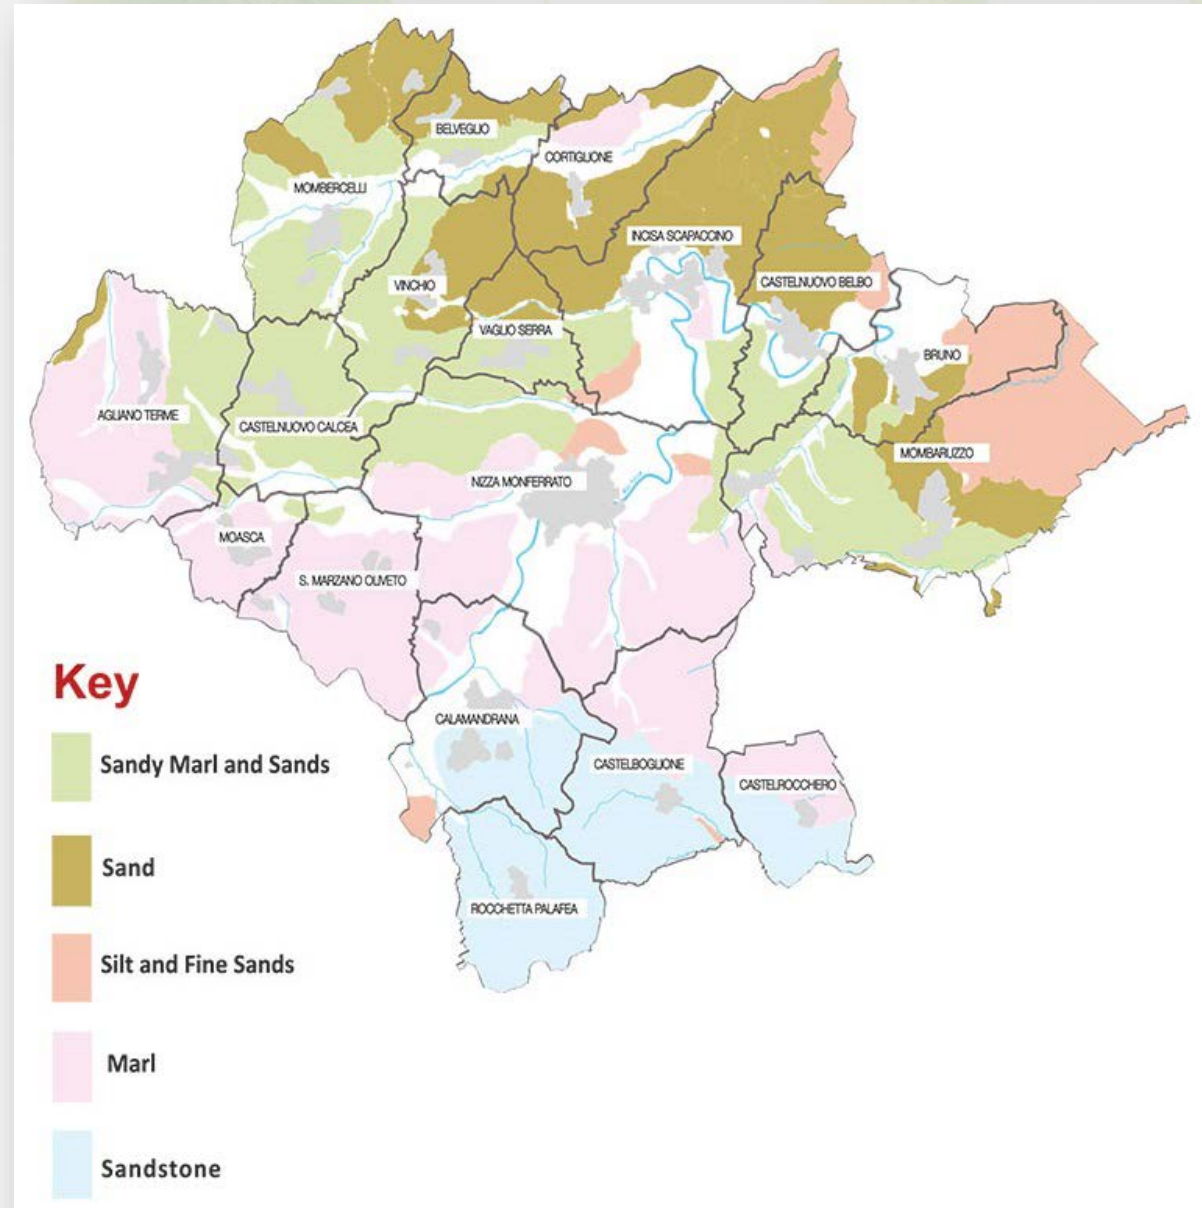 BELVEGLIO
CORTIGLIONE
MOMBERCELLI
INCISA SCAPACCINO
VINCHIO
CASTELNUOVO BELBO
VAGLIO SERRA
BRUNO
AGLIANO TERME
CASTELNUOVO CALCEA
MOMBARUZZO
NIZZA MONFERRATO
MOASCA
S. MARZANO OLIVETO
CALAMANDRANA
CASTELBOGLIONE
CASTELROCCHERO
ROCCHETTA PALAFEA
Key
Sandy Marl and Sands
Sand
Silt and Fine Sands
Marl
Sandstone